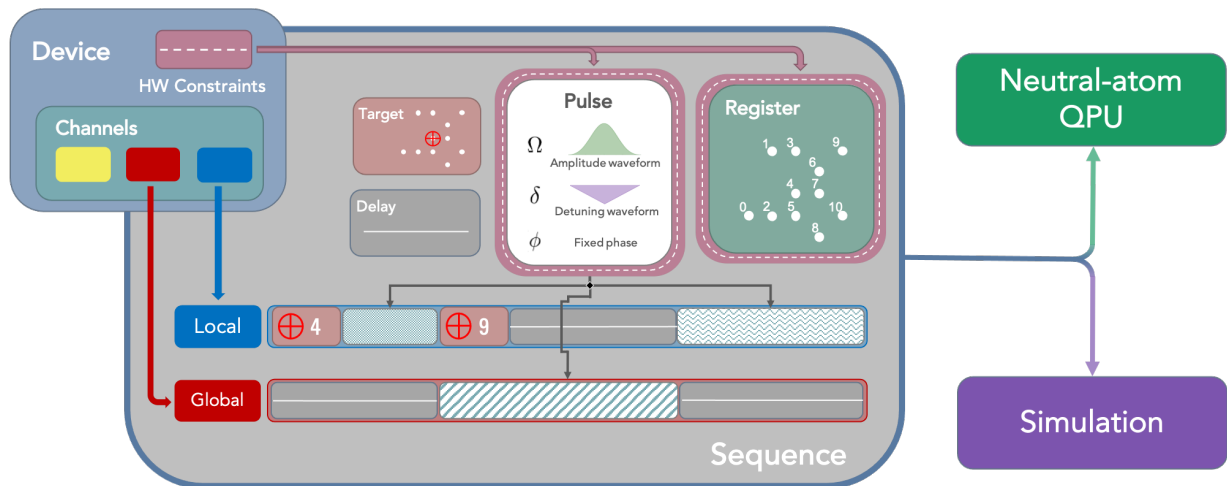 Device
HW Constraints
Channels
Target
Delay
Pulse
Ω
Amplitude waveform
δ
Detuning waveform
ϕ
Fixed phase
Register
1
3
9
6
4
7
0
2
5
10
8
Local
4
9
Global
Sequence
Neutral-atom
QPU
Simulation